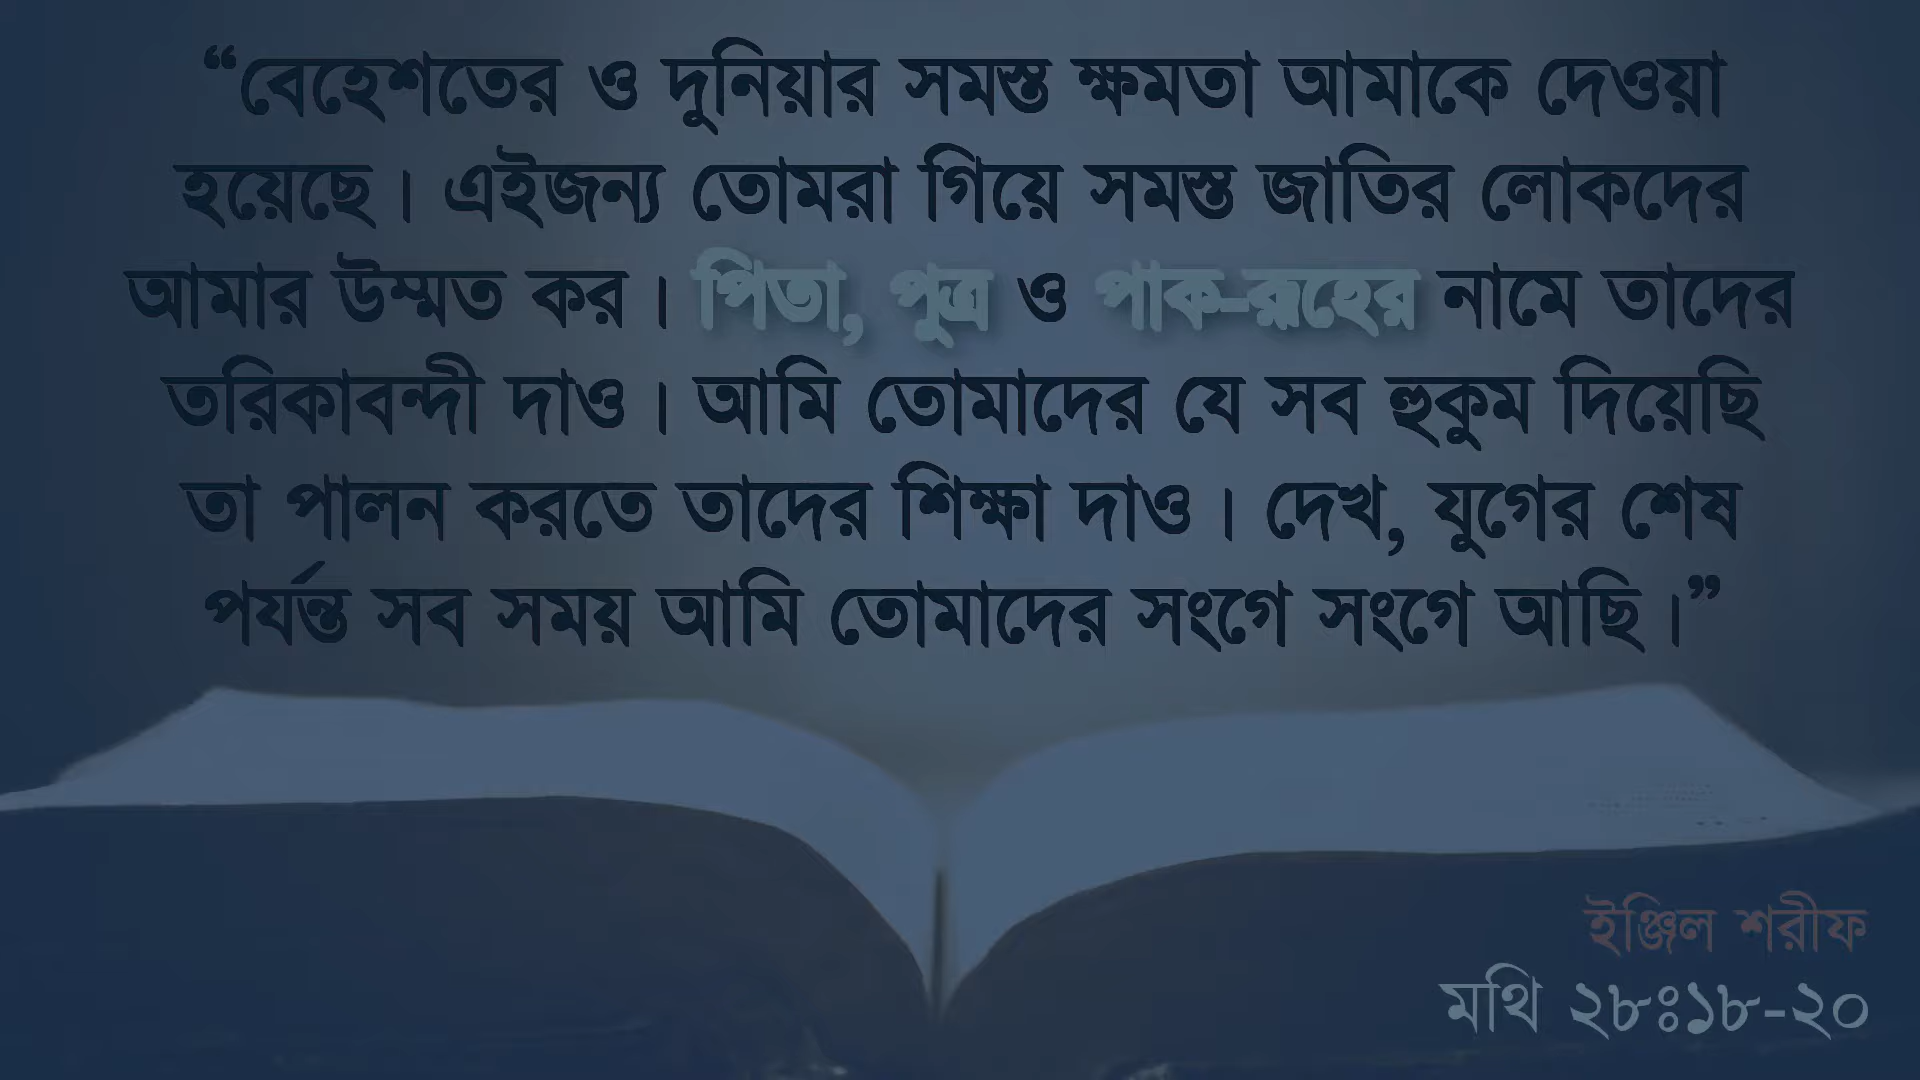 “বেহেশতের ও দুনিয়ার সমস্ত ক্ষমতা আমাকে দেওয়া
হয়েছে। এইজন্য তোমরা গিয়ে সমস্ত জাতির লোকদের
আমার উম্মত কর। পিতা, পুত্র ও পাক-রূহের নামে তাদের
তরিকাবন্দী দাও। আমি তোমাদের যে সব হুকুম দিয়েছি
তা পালন করতে তাদের শিক্ষা দাও। দেখ, যুগের শেষ
পর্যন্ত সব সময় আমি তোমাদের সংগে সংগে আছি।”
ইঞ্জিল শরীফ
মথি ২৮ঃ১৮-২০